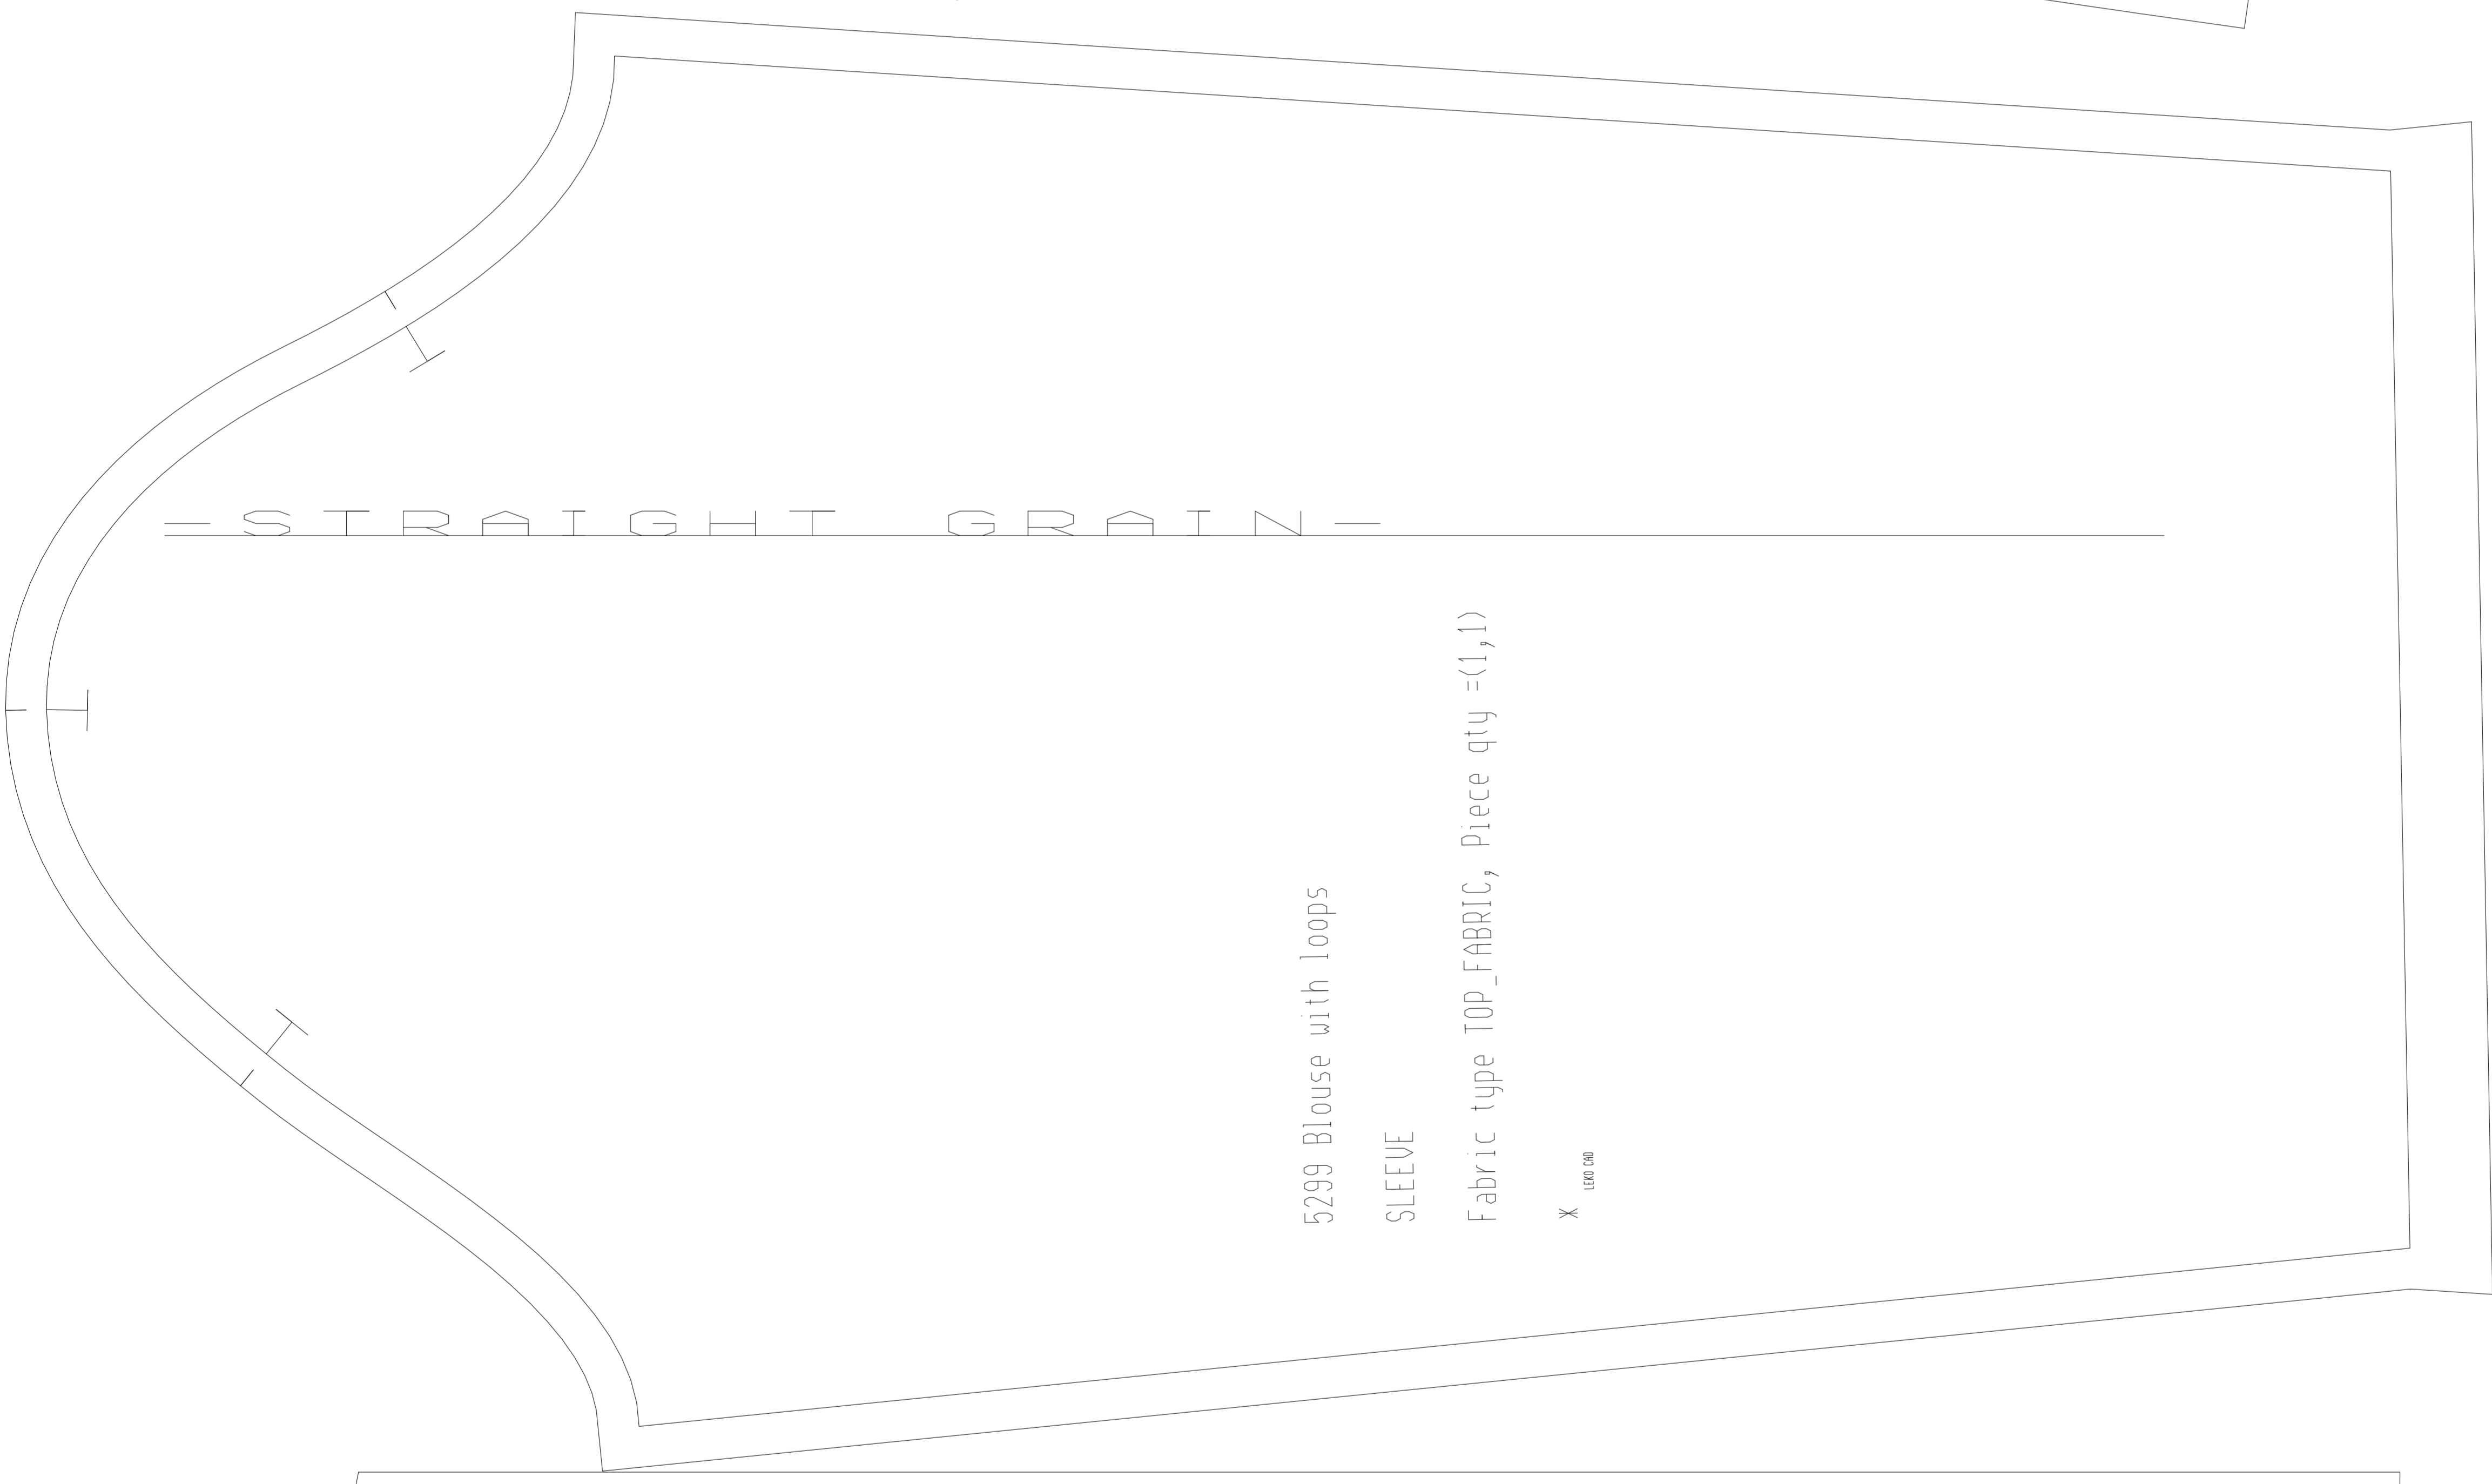 -STRAIGHT GRAIN-
5299 Blouse with loops
SLEEVE
Fabric type TOP_FABRIC, Piece qty =(1,1)
*
LEKO CAD